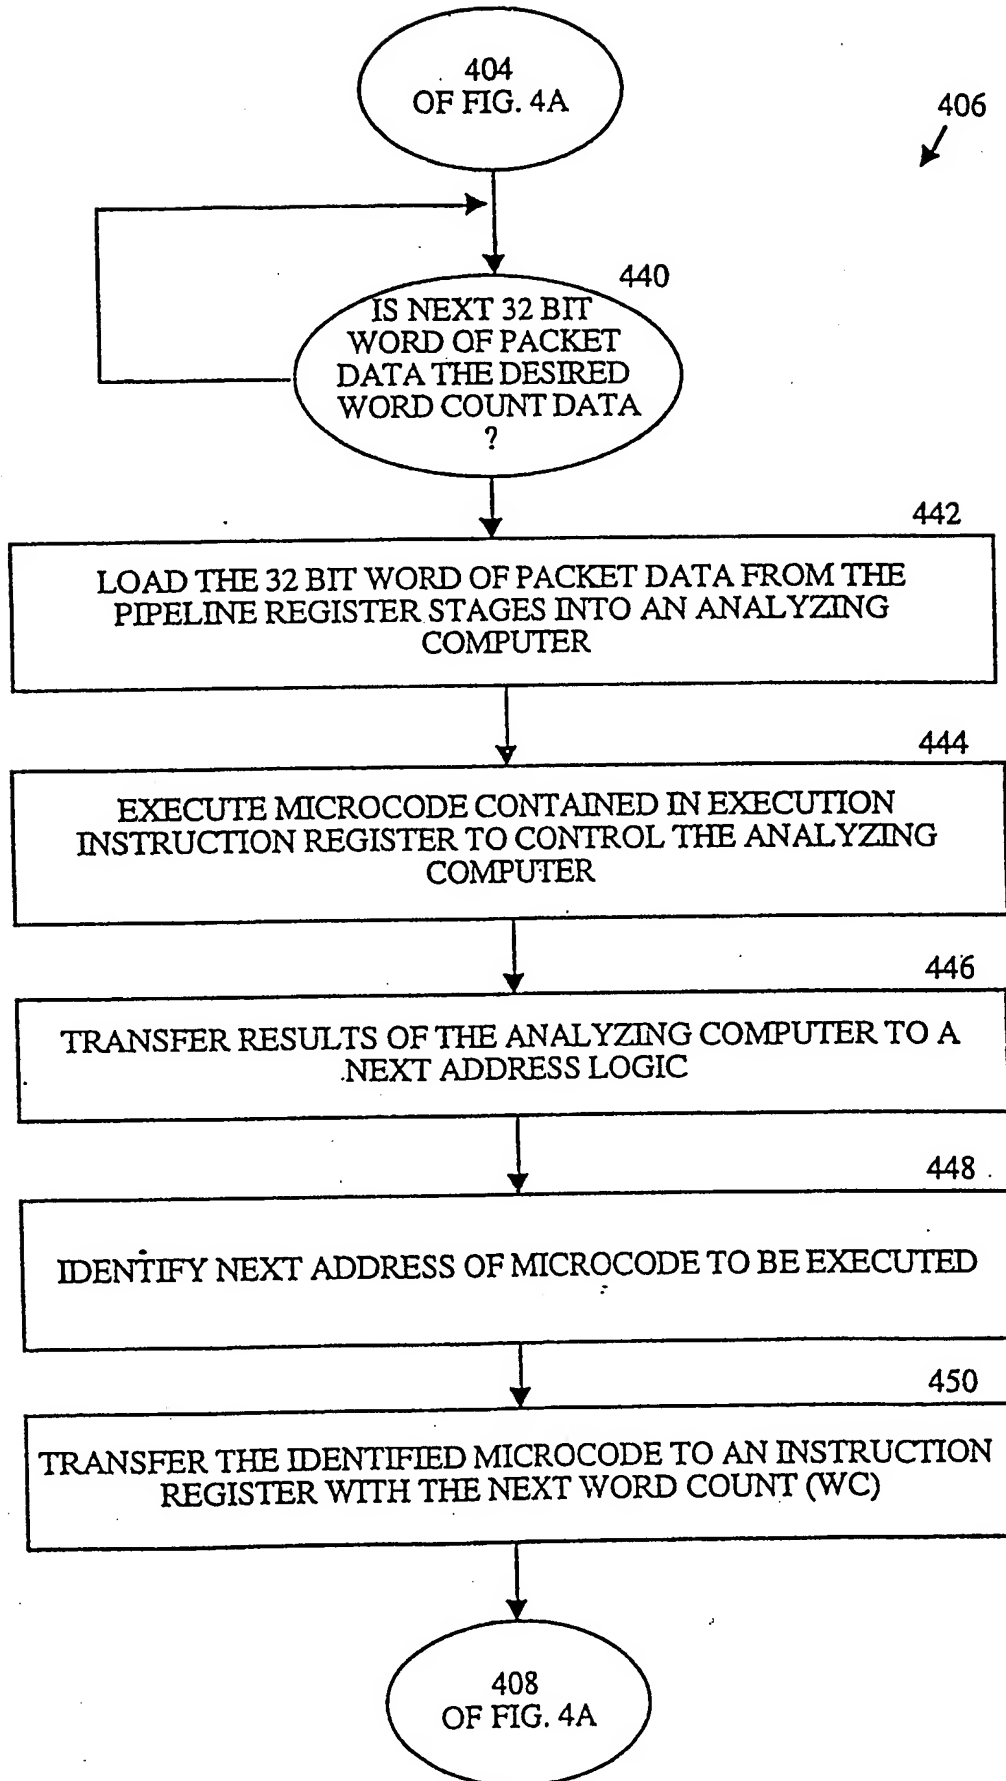 404
OF FIG. 4A
406
440
IS NEXT 32 BIT
WORD OF PACKET
DATA THE DESIRED
WORD COUNT DATA
?
442
LOAD THE 32 BIT WORD OF PACKET DATA FROM THE
PIPELINE REGISTER STAGES INTO AN ANALYZING
COMPUTER
444
EXECUTE MICROCODE CONTAINED IN EXECUTION
INSTRUCTION REGISTER TO CONTROL THE ANALYZING
COMPUTER
446
TRANSFER RESULTS OF THE ANALYZING COMPUTER TO A
NEXT ADDRESS LOGIC
448
IDENTIFY NEXT ADDRESS OF MICROCODE TO BE EXECUTED
450
TRANSFER THE IDENTIFIED MICROCODE TO AN INSTRUCTION
REGISTER WITH THE NEXT WORD COUNT (WC)
408
OF FIG. 4A